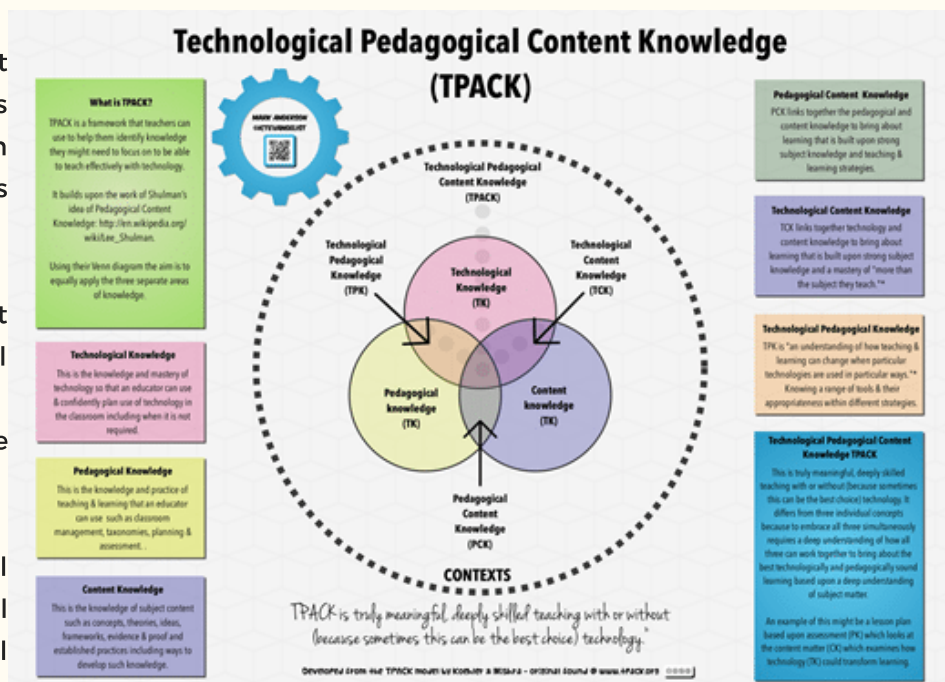 Technological Pedagogical Content Knowledge
(TPACK)
What is TPACK?
TPACK is a framework that teachers can
use to help them identify knowledge
they might need to focus on to be able
to teach effectively with technology.
It builds upon the work of Shulman's
idea of Pedagogical Content
Knowledge: http://en.wikipedia.org/
wiki/Lee_Shulman.
Using their Venn diagram the aim is to
equally apply the three separate areas
of knowledge.
Technological Knowledge
This is the knowledge and mastery of
technology so that an educator can use
& confidently plan use of technology in
the classroom including when it is not
required.
Pedagogical Knowledge
This is the knowledge and practice of
teaching & learning that an educator
can use such as classroom
management, taxonomies, planning &
assessment. .
Content Knowledge
This is the knowledge of subject content
such as concepts, theories, ideas,
frameworks, evidence & proof and
established practices including ways to
develop such knowledge.
MARK ANDERSON
@ICTEVANGELIST
Technological Pedagogical
Content Knowledge
(TPACK)
Technological
Pedagogical
Knowledge
(TPK)
Technological
Content
Knowledge
(TCK)
Technological
Knowledge
(TK)
Pedagogical
knowledge
(TK)
Content
knowledge
(TK)
Pedagogical
Content
Knowledge
(PCK)
CONTEXTS
TPACK is truly meaningful, deeply skilled teaching with or without
(because sometimes this can be the best choice) technology."
Developed from the TPACK model by Koehler & Mishra - original found @ www.tpack.org
Pedagogical Content Knowledge
PCK links together the pedagogical and
content knowledge to bring about
learning that is built upon strong
subject knowledge and teaching &
learning strategies.
Technological Content Knowledge
TCK links together technology and
content knowledge to bring about
learning that is built upon strong subject
knowledge and a mastery of "more than
the subject they teach."*
Technological Pedagogical Knowledge
TPK is "an understanding of how teaching &
learning can change when particular
technologies are used in particular ways."*
Knowing a range of tools & their
appropriateness within different strategies.
Technological Pedagogical Content
Knowledge TPACK
This is truly meaningful, deeply skilled
teaching with or without (because sometimes
this can be the best choice) technology. It
differs from three individual concepts
because to embrace all three simultaneously
requires a deep understanding of how all
three can work together to bring about the
best technologically and pedagogically sound
learning based upon a deep understanding
of subject matter.
An example of this might be a lesson plan
based upon assessment (PK) which looks at
the content matter (CK) which examines how
technology (TK) could transform learning.